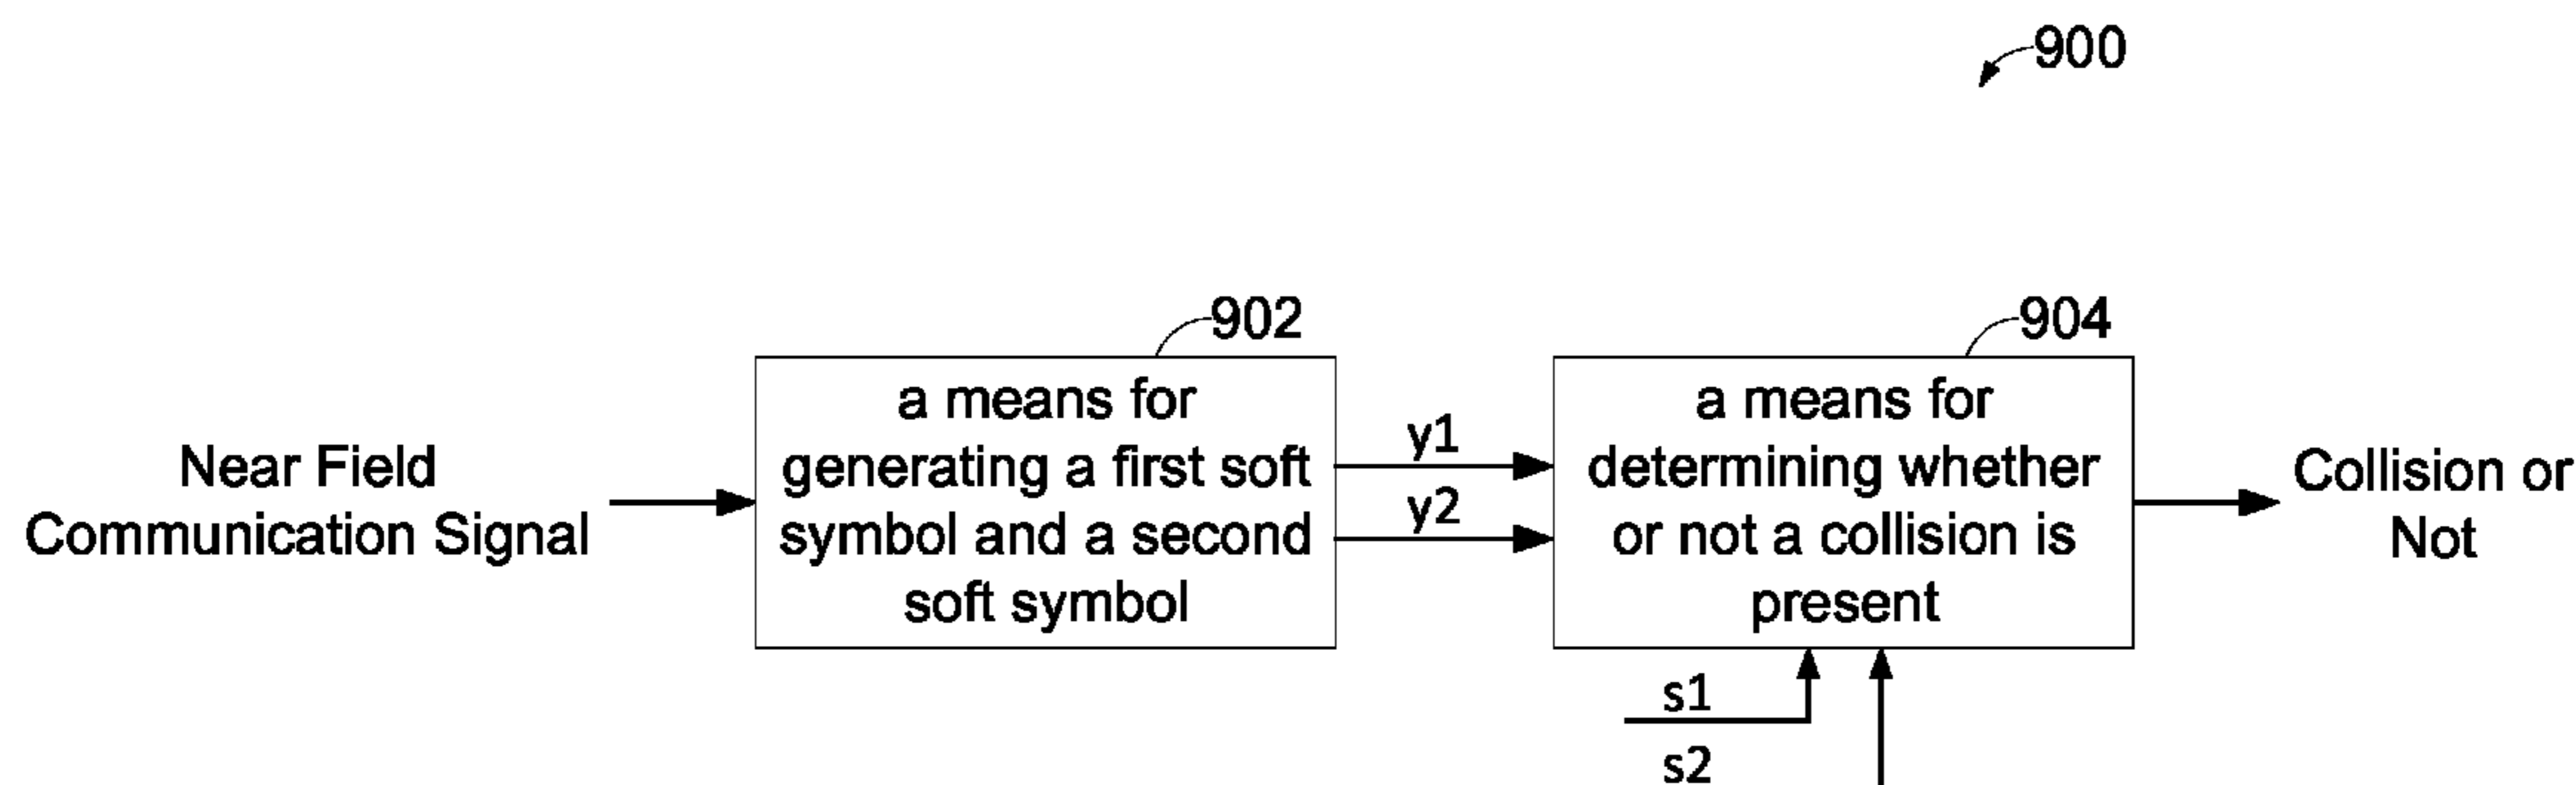 900
902
904
Near Field
Communication Signal
a means for
generating a first soft
symbol and a second
soft symbol
y1
y2
a means for
determining whether
or not a collision is
present
Collision or
Not
s1
s2